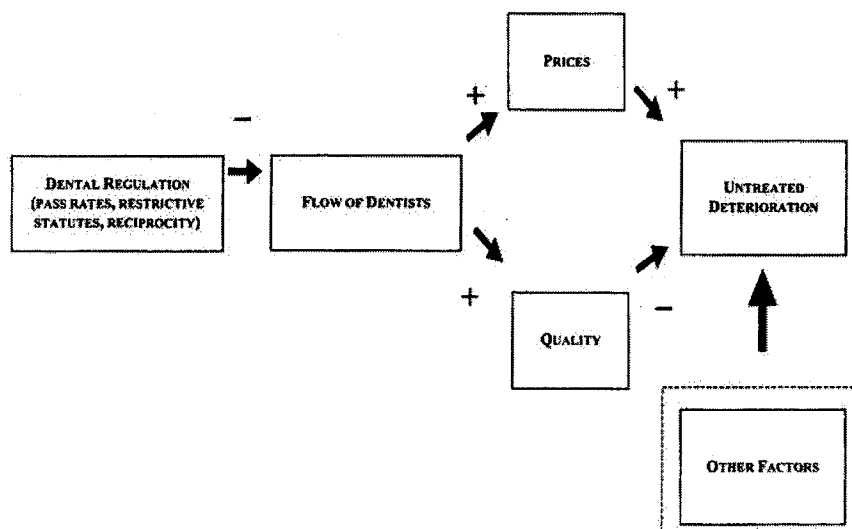 PRICES
+
+
−
DENTAL REGULATION
(PASS RATES, RESTRICTIVE
STATUTES, RECIPROCITY)
FLOW OF DENTISTS
UNTREATED
DETERIORATION
+
−
QUALITY
OTHER FACTORS